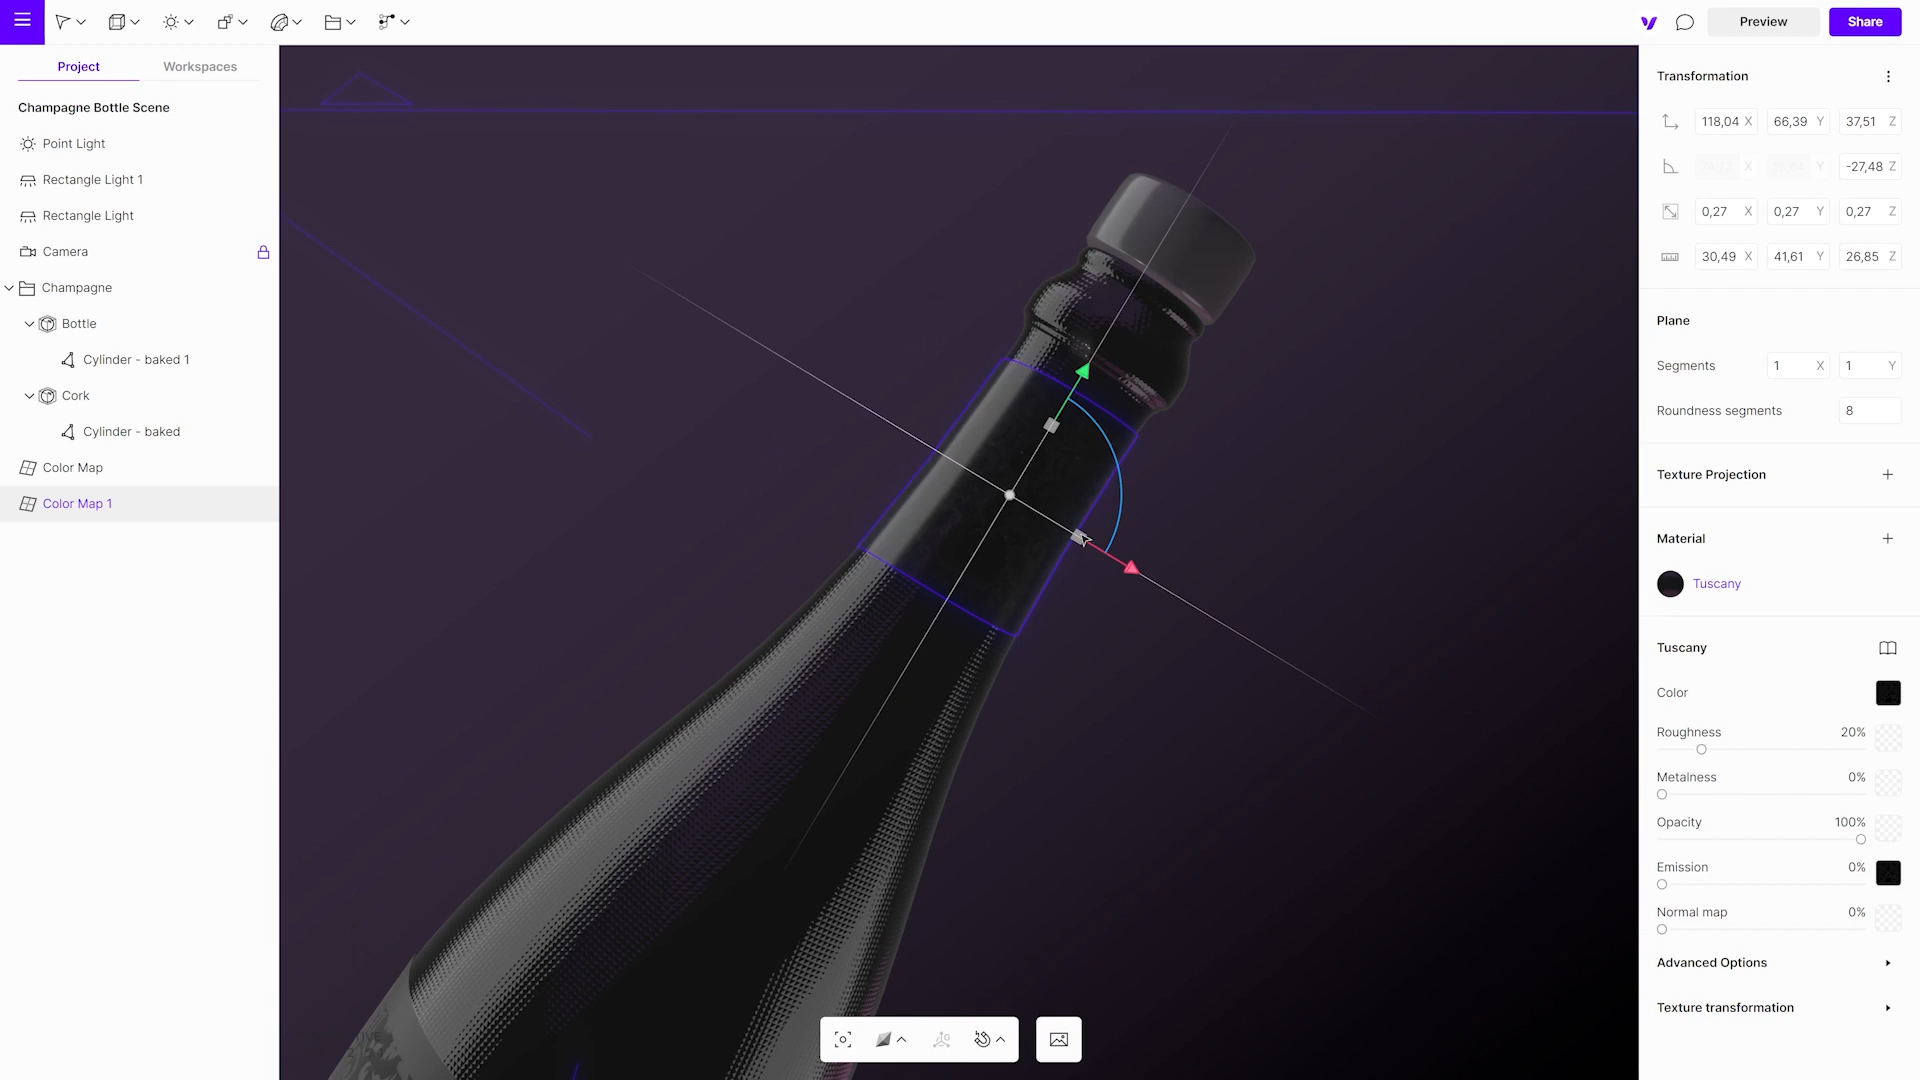 Preview
Share
Project
Workspaces
Champagne Bottle Scene
Point Light
Rectangle Light 1
Rectangle Light
Camera
Champagne
Bottle
Cylinder - baked 1
Cork
Cylinder - baked
Color Map
Color Map 1
Transformation
118,04 X 66,39 Y 37,51 Z
X Y -27,48 Z
0,27 X 0,27 Y 0,27 Z
30,49 X 41,61 Y 26,85 Z
Plane
Segments 1 X 1 Y
Roundness segments 8
Texture Projection
Material
Tuscany
Tuscany
Color
Roughness 20%
Metalness 0%
Opacity 100%
Emission 0%
Normal map 0%
Advanced Options
Texture transformation